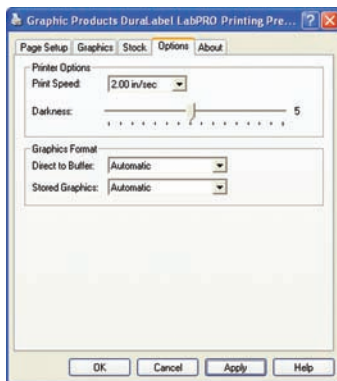 Graphic Products DuraLabel LabPRO Printing Pre...
Page Setup Graphics Stock Options About
Printer Options
Print Speed: 2.00 in/sec
Darkness: 5
Graphics Format
Direct to Buffer: Automatic
Stored Graphics: Automatic
OK Cancel Apply Help